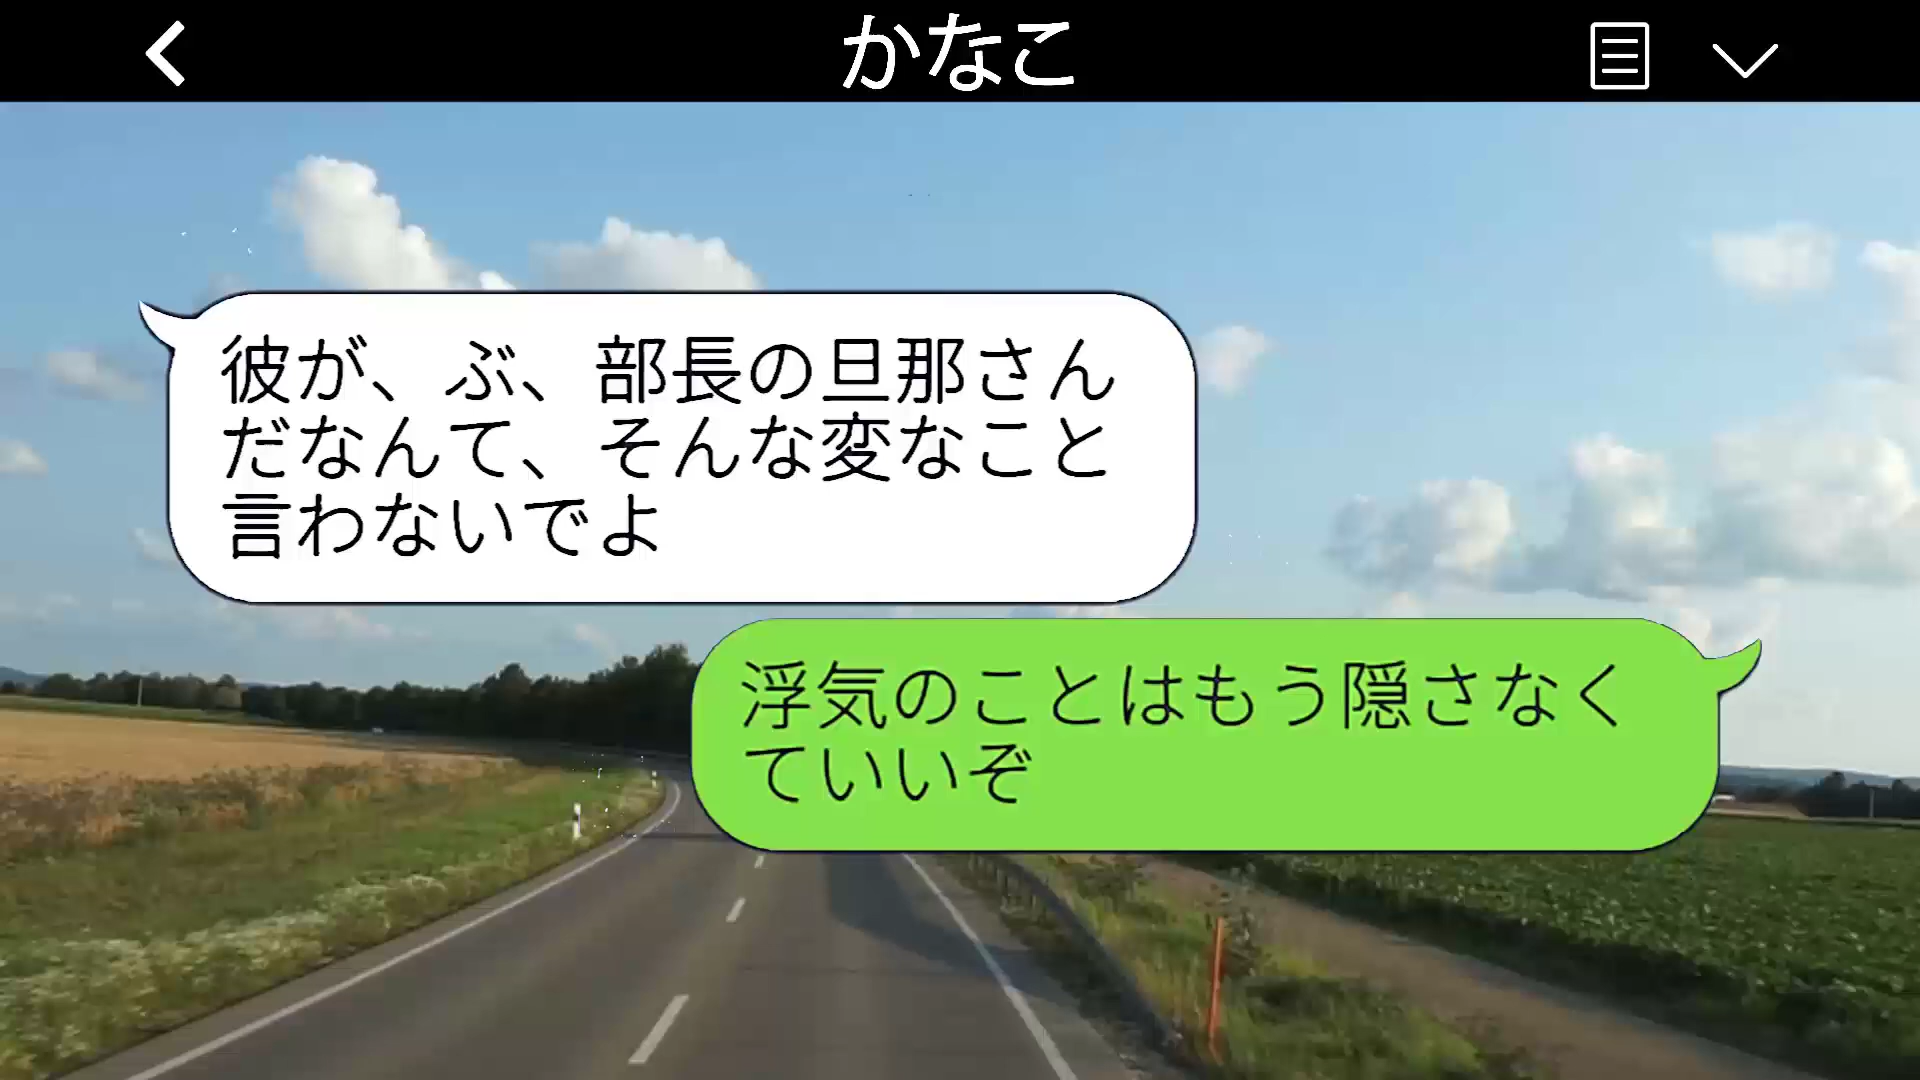 かなこ
彼が、ぶ、部長の旦那さん
だなんて、そんな変なこと
言わないでよ
浮気のことはもう隠さなく
ていいぞ